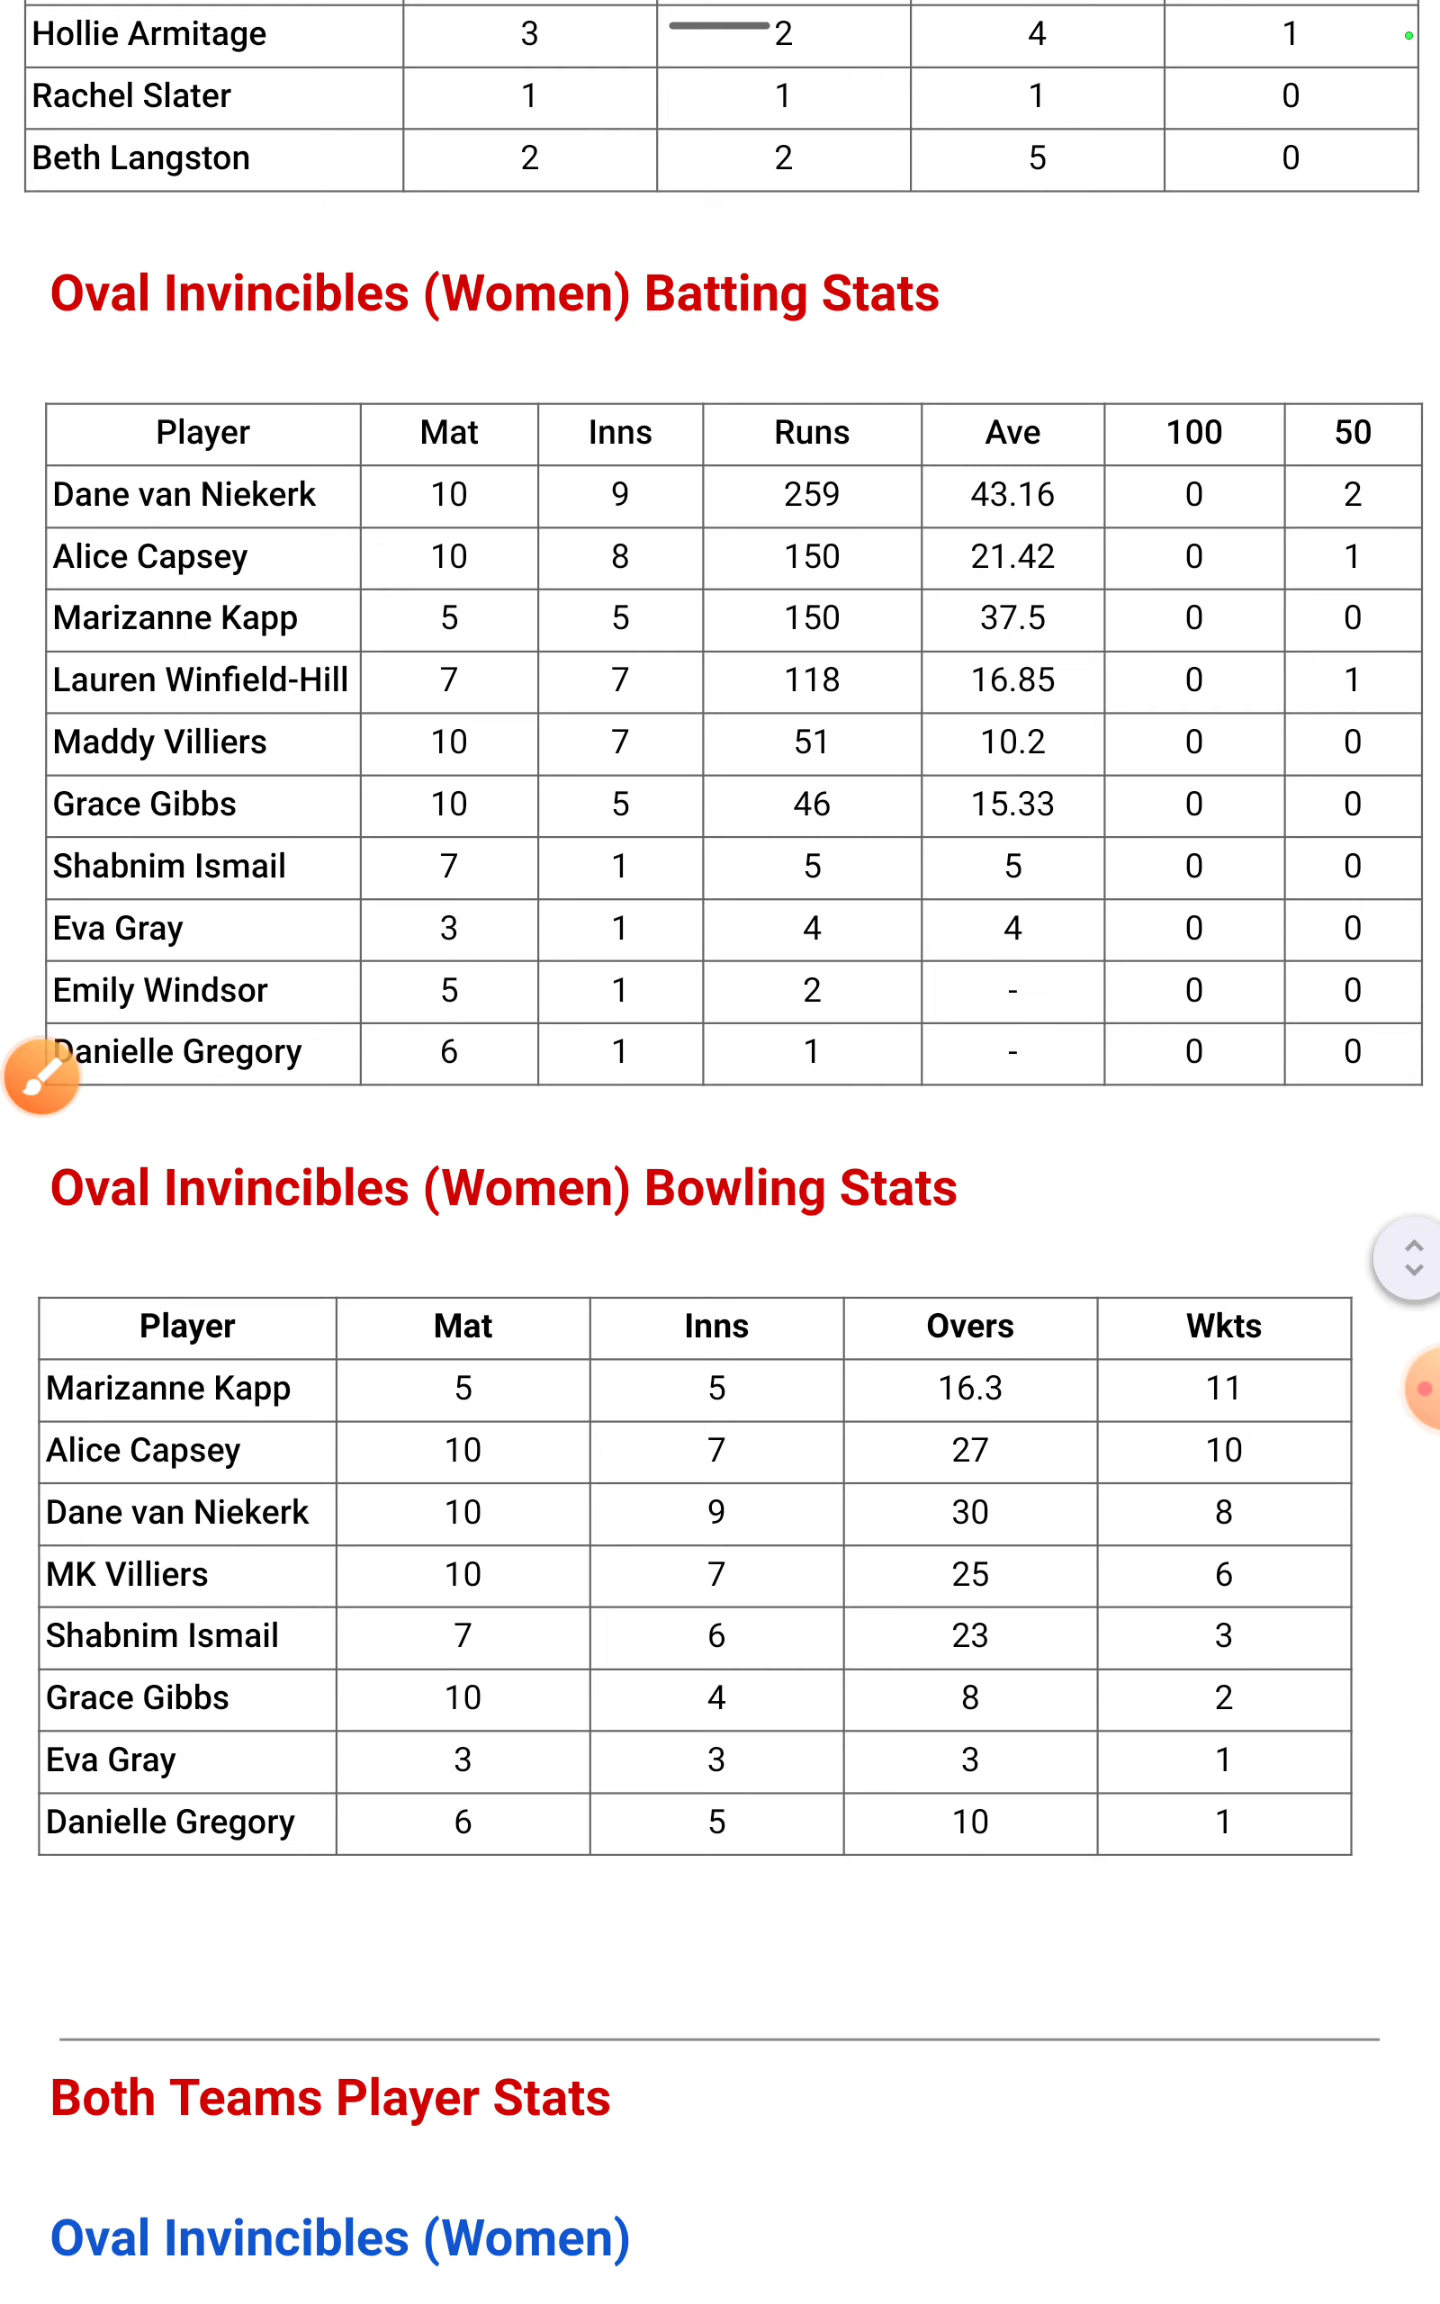 Hollie Armitage 3 2 4 1
Rachel Slater 1 1 1 0
Beth Langston 2 2 5 0
Oval Invincibles (Women) Batting Stats
Player Mat Inns Runs Ave 100 50
Dane van Niekerk 10 9 259 43.16 0 2
Alice Capsey 10 8 150 21.42 0 1
Marizanne Kapp 5 5 150 37.5 0 0
Lauren Winfield-Hill 7 7 118 16.85 0 1
Maddy Villiers 10 7 51 10.2 0 0
Grace Gibbs 10 5 46 15.33 0 0
Shabnim Ismail 7 1 5 5 0 0
Eva Gray 3 1 4 4 0 0
Emily Windsor 5 1 2 - 0 0
Danielle Gregory 6 1 1 - 0 0
Oval Invincibles (Women) Bowling Stats
Player Mat Inns Overs Wkts
Marizanne Kapp 5 5 16.3 11
Alice Capsey 10 7 27 10
Dane van Niekerk 10 9 30 8
MK Villiers 10 7 25 6
Shabnim Ismail 7 6 23 3
Grace Gibbs 10 4 8 2
Eva Gray 3 3 3 1
Danielle Gregory 6 5 10 1
Both Teams Player Stats
Oval Invincibles (Women)